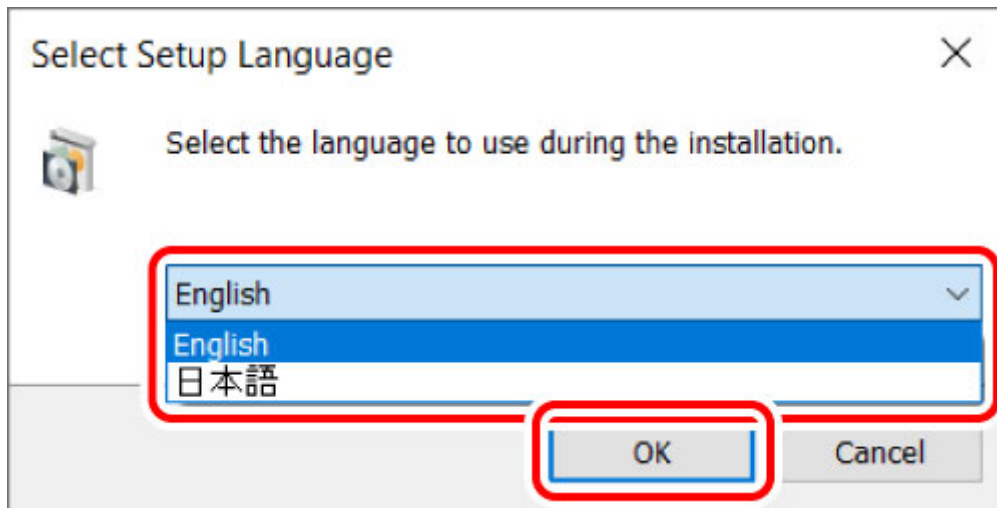 Select Setup Language
Select the language to use during the installation.
English
English
日本語
OK
Cancel